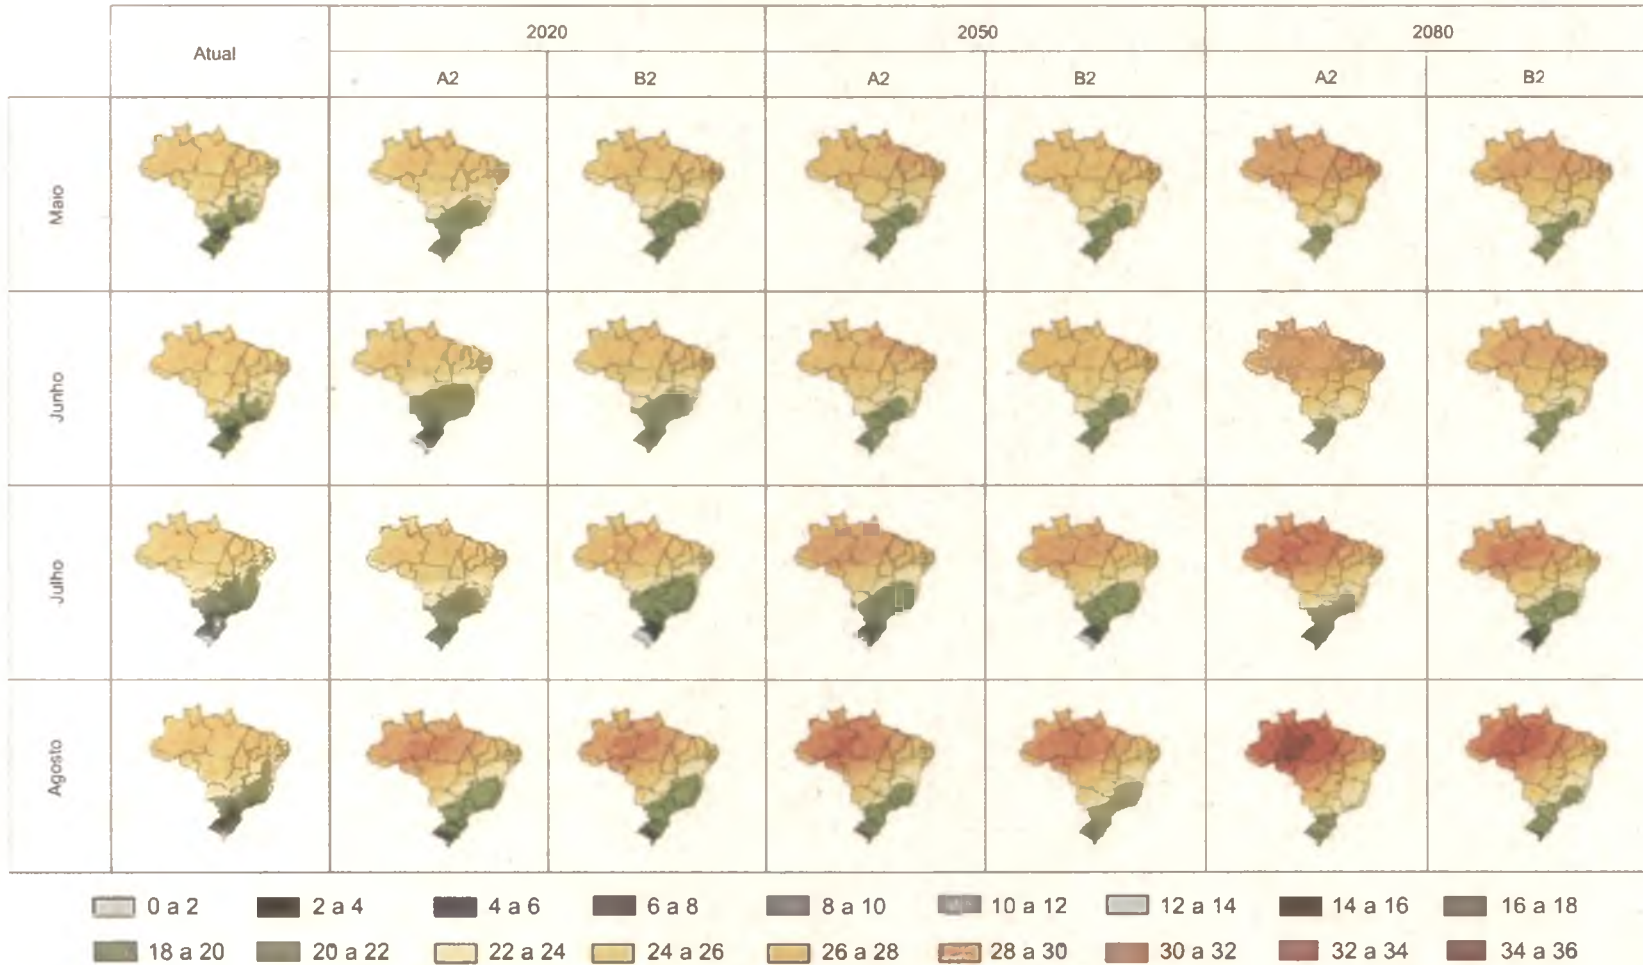 Atual 2020 2050 2080
A2 B2 A2 B2 A2 B2
Maio
Junho
Julho
Agosto
0 a 2 2 a 4 4 a 6 6 a 8 8 a 10 10 a 12 12 a 14 14 a 16 16 a 18
18 a 20 20 a 22 22 a 24 24 a 26 26 a 28 28 a 30 30 a 32 32 a 34 34 a 36